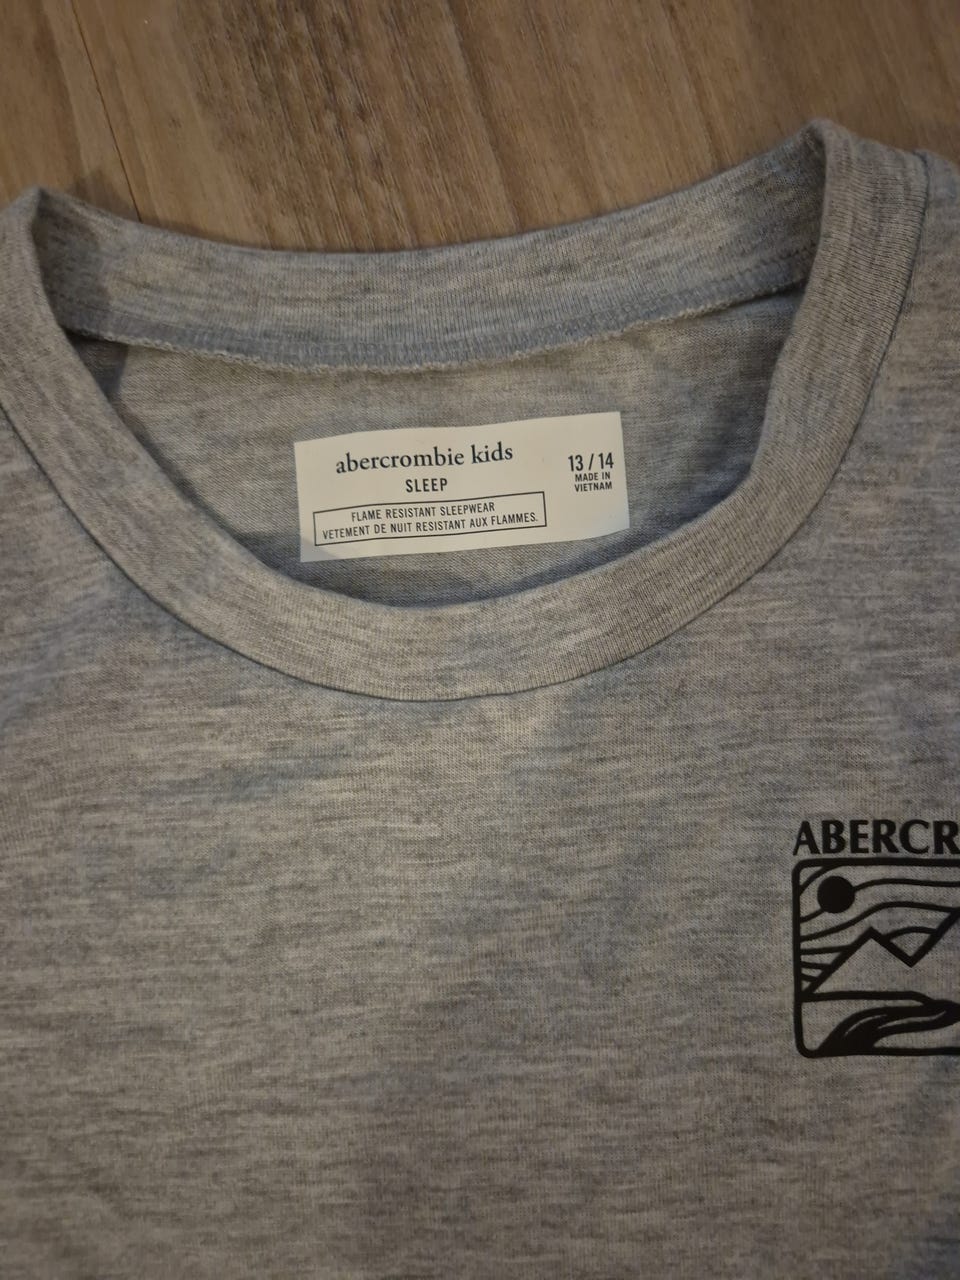 abercrombie kids
SLEEP
FLAME RESISTANT SLEEPWEAR
VETEMENT DE NUIT RESISTANT AUX FLAMMES.
13 / 14
MADE IN
VIETNAM
ABERCR